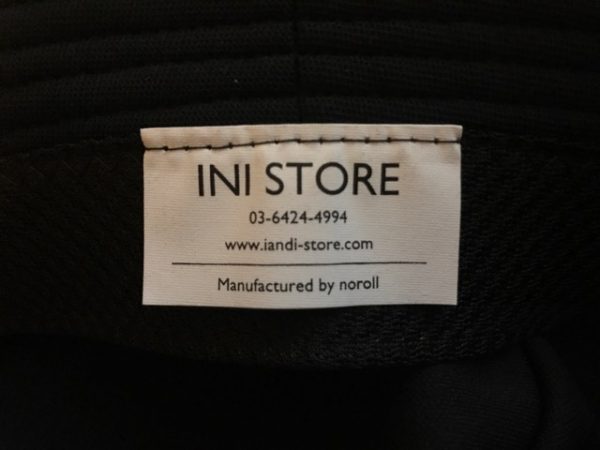 INI STORE
03-6424-4994
www.iandi-store.com
Manufactured by noroll